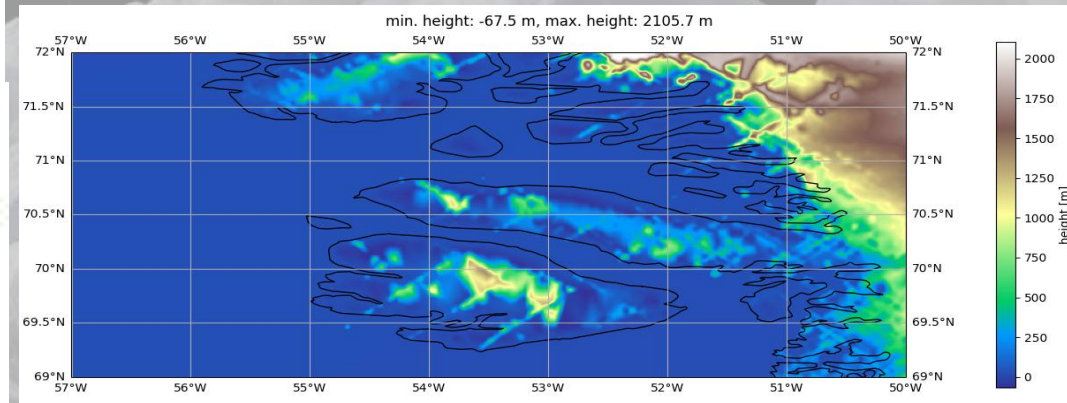 min. height: -67.5 m, max. height: 2105.7 m
57°W 56°W 55°W 54°W 53°W 52°W 51°W 50°W
72°N 72°N
71.5°N 71.5°N
71°N 71°N
70.5°N 70.5°N
70°N 70°N
69.5°N 69.5°N
69°N 69°N
57°W 56°W 55°W 54°W 53°W 52°W 51°W 50°W
2000
1750
1500
1250
1000
750
500
250
0
height [m]